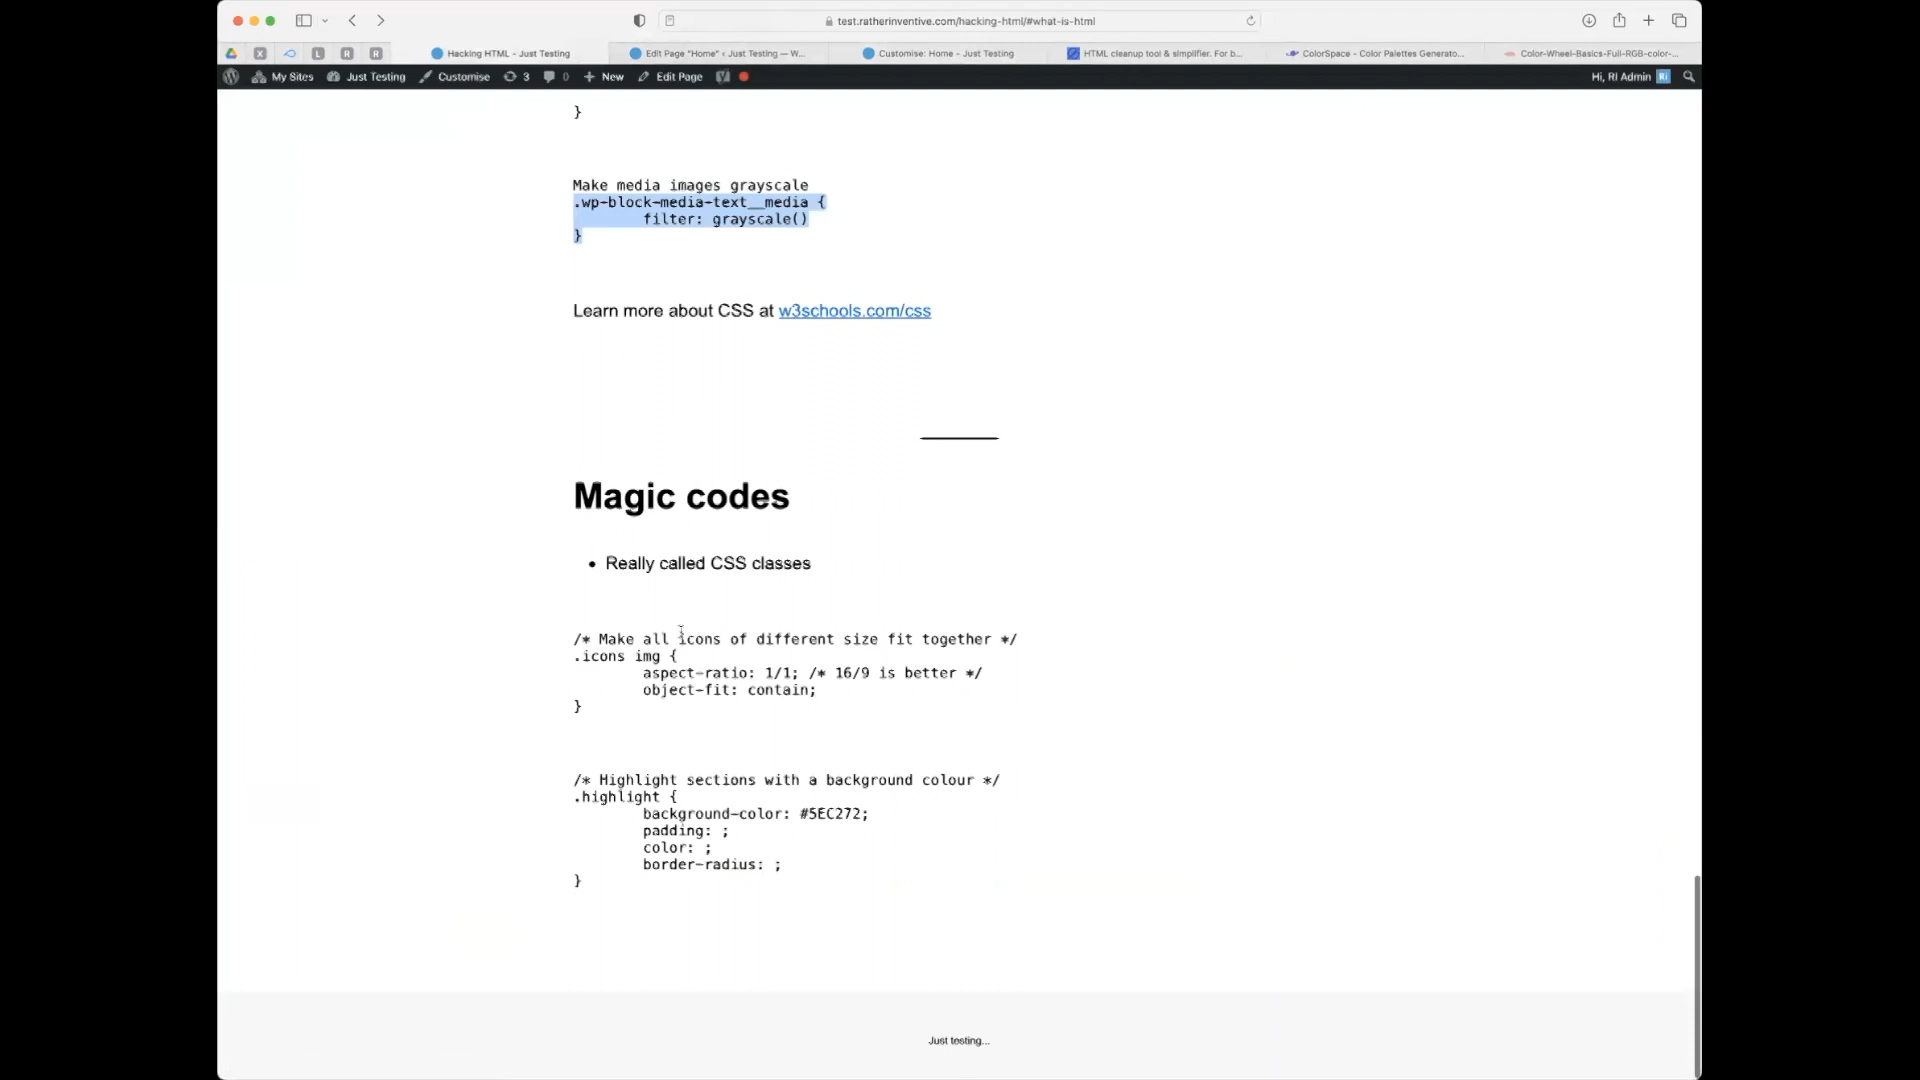 test.ratherinventive.com/hacking-html/#what-is-html
X
L
R
R
Hacking HTML - Just Testing
Edit Page "Home" ‹ Just Testing — W...
Customise: Home - Just Testing
HTML cleanup tool & simplifier. For b...
ColorSpace - Color Palettes Generato...
Color-Wheel-Basics-Full-RGB-color-...
My Sites
Just Testing
Customise
3
0
New
Edit Page
Hi, RI Admin
Ri
}
Make media images grayscale
.wp-block-media-text__media {
filter: grayscale()
}
Learn more about CSS at w3schools.com/css
Magic codes
• Really called CSS classes
/* Make all icons of different size fit together */
.icons img {
aspect-ratio: 1/1; /* 16/9 is better */
object-fit: contain;
}
/* Highlight sections with a background colour */
.highlight {
background-color: #5EC272;
padding: ;
color: ;
border-radius: ;
}
Just testing...